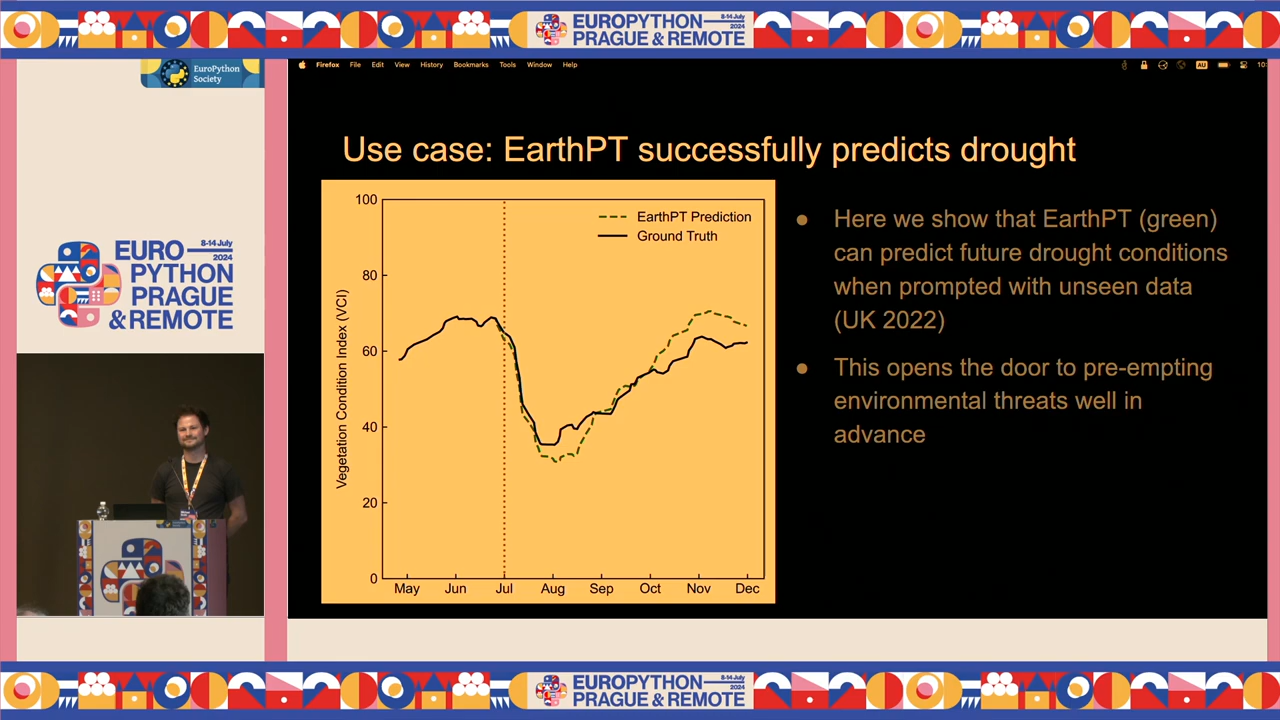 EUROPYTHON
PRAGUE & REMOTE
8-14 July
2024
EuroPython
Society
Firefox File Edit View History Bookmarks Tools Window Help
AU
Use case: EarthPT successfully predicts drought
EURO
8-14 July
2024
PYTHON
PRAGUE
& REMOTE
Vegetation Condition Index (VCI)
100
80
60
40
20
0
May Jun Jul Aug Sep Oct Nov Dec
EarthPT Prediction
Ground Truth
● Here we show that EarthPT (green)
can predict future drought conditions
when prompted with unseen data
(UK 2022)
● This opens the door to pre-empting
environmental threats well in
advance
EUROPYTHON
PRAGUE & REMOTE
8-14 July
2024